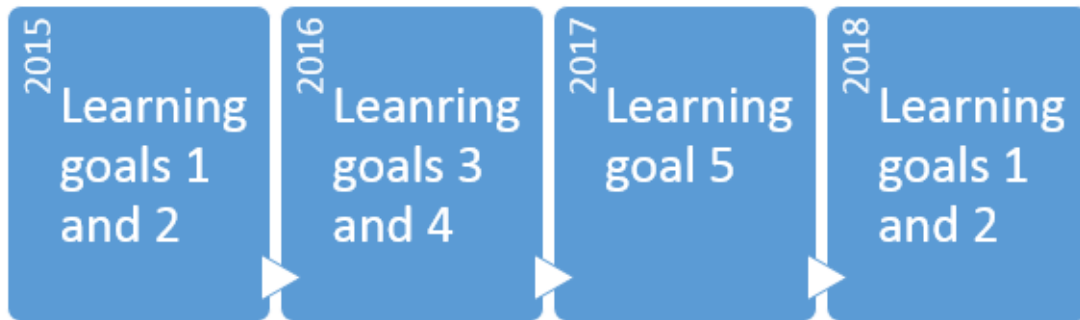 2015
Learning
goals 1
and 2
2016
Leanring
goals 3
and 4
2017
Learning
goal 5
2018
Learning
goals 1
and 2